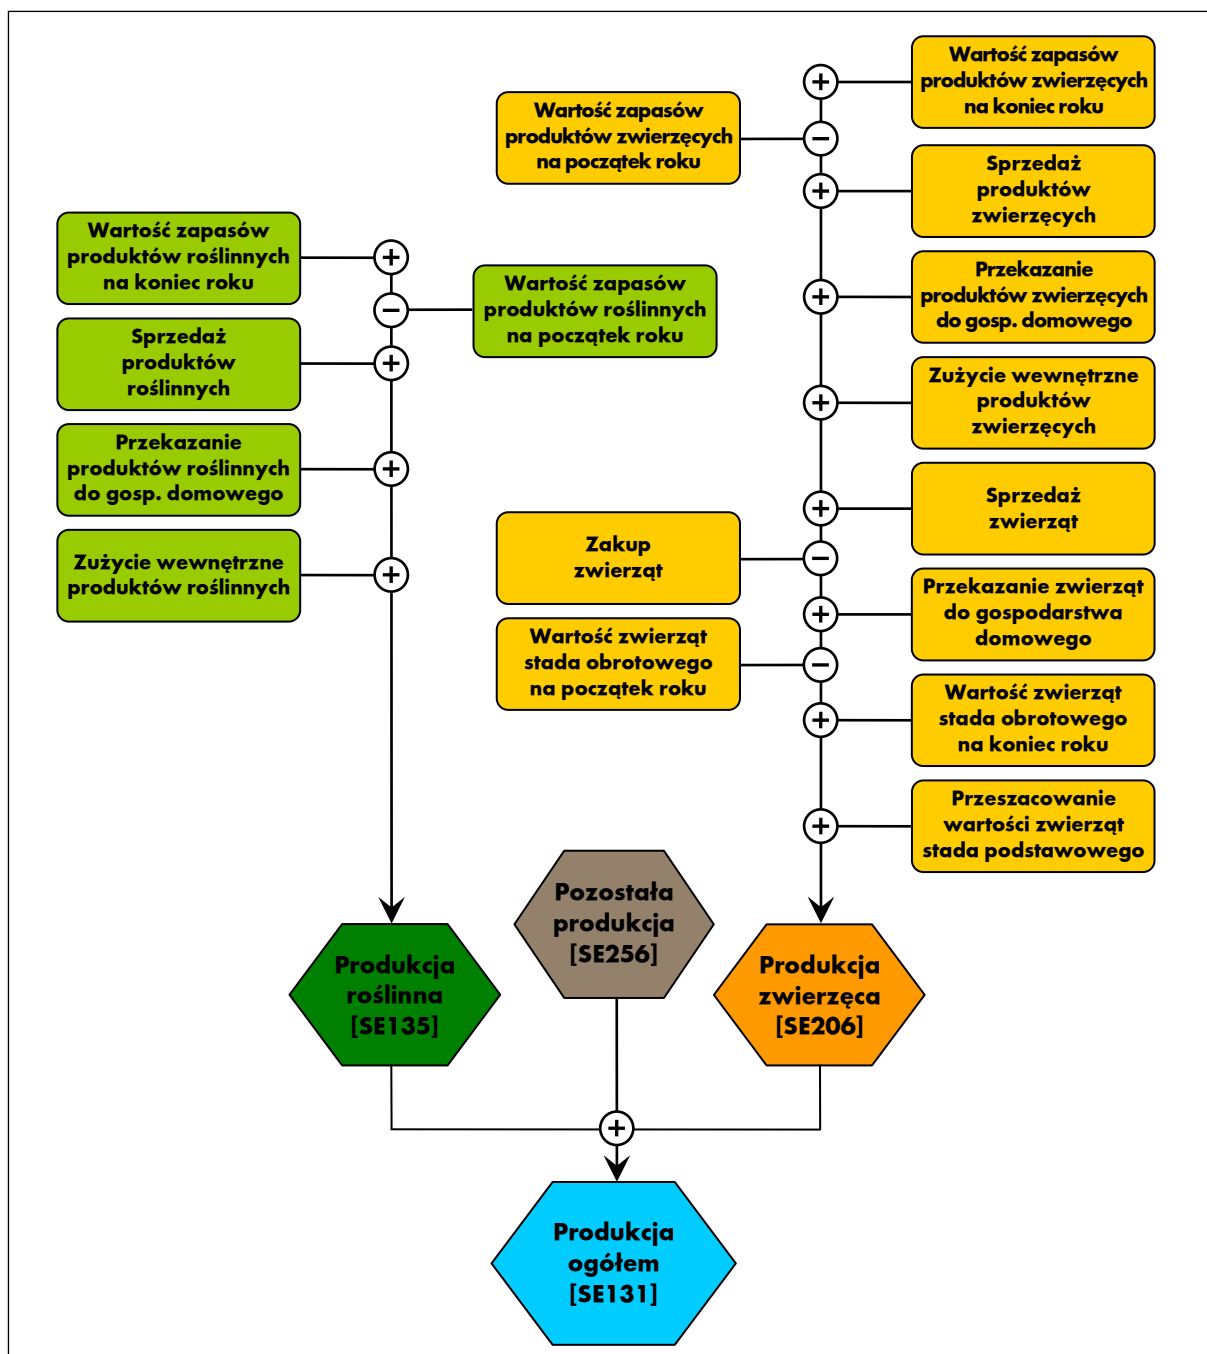 Wartość zapasów
produktów zwierzęcych
na koniec roku
Wartość zapasów
produktów zwierzęcych
na początek roku
Sprzedaż
produktów
zwierzęcych
Wartość zapasów
produktów roślinnych
na koniec roku
Wartość zapasów
produktów roślinnych
na początek roku
Przekazanie
produktów zwierzęcych
do gosp. domowego
Sprzedaż
produktów
roślinnych
Zużycie wewnętrzne
produktów
zwierzęcych
Przekazanie
produktów roślinnych
do gosp. domowego
Sprzedaż
zwierząt
Zakup
zwierząt
Zużycie wewnętrzne
produktów roślinnych
Przekazanie zwierząt
do gospodarstwa
domowego
Wartość zwierząt
stada obrotowego
na początek roku
Wartość zwierząt
stada obrotowego
na koniec roku
Przeszacowanie
wartości zwierząt
stada podstawowego
Pozostała
produkcja
[SE256]
Produkcja
roślinna
[SE135]
Produkcja
zwierzęca
[SE206]
Produkcja
ogółem
[SE131]